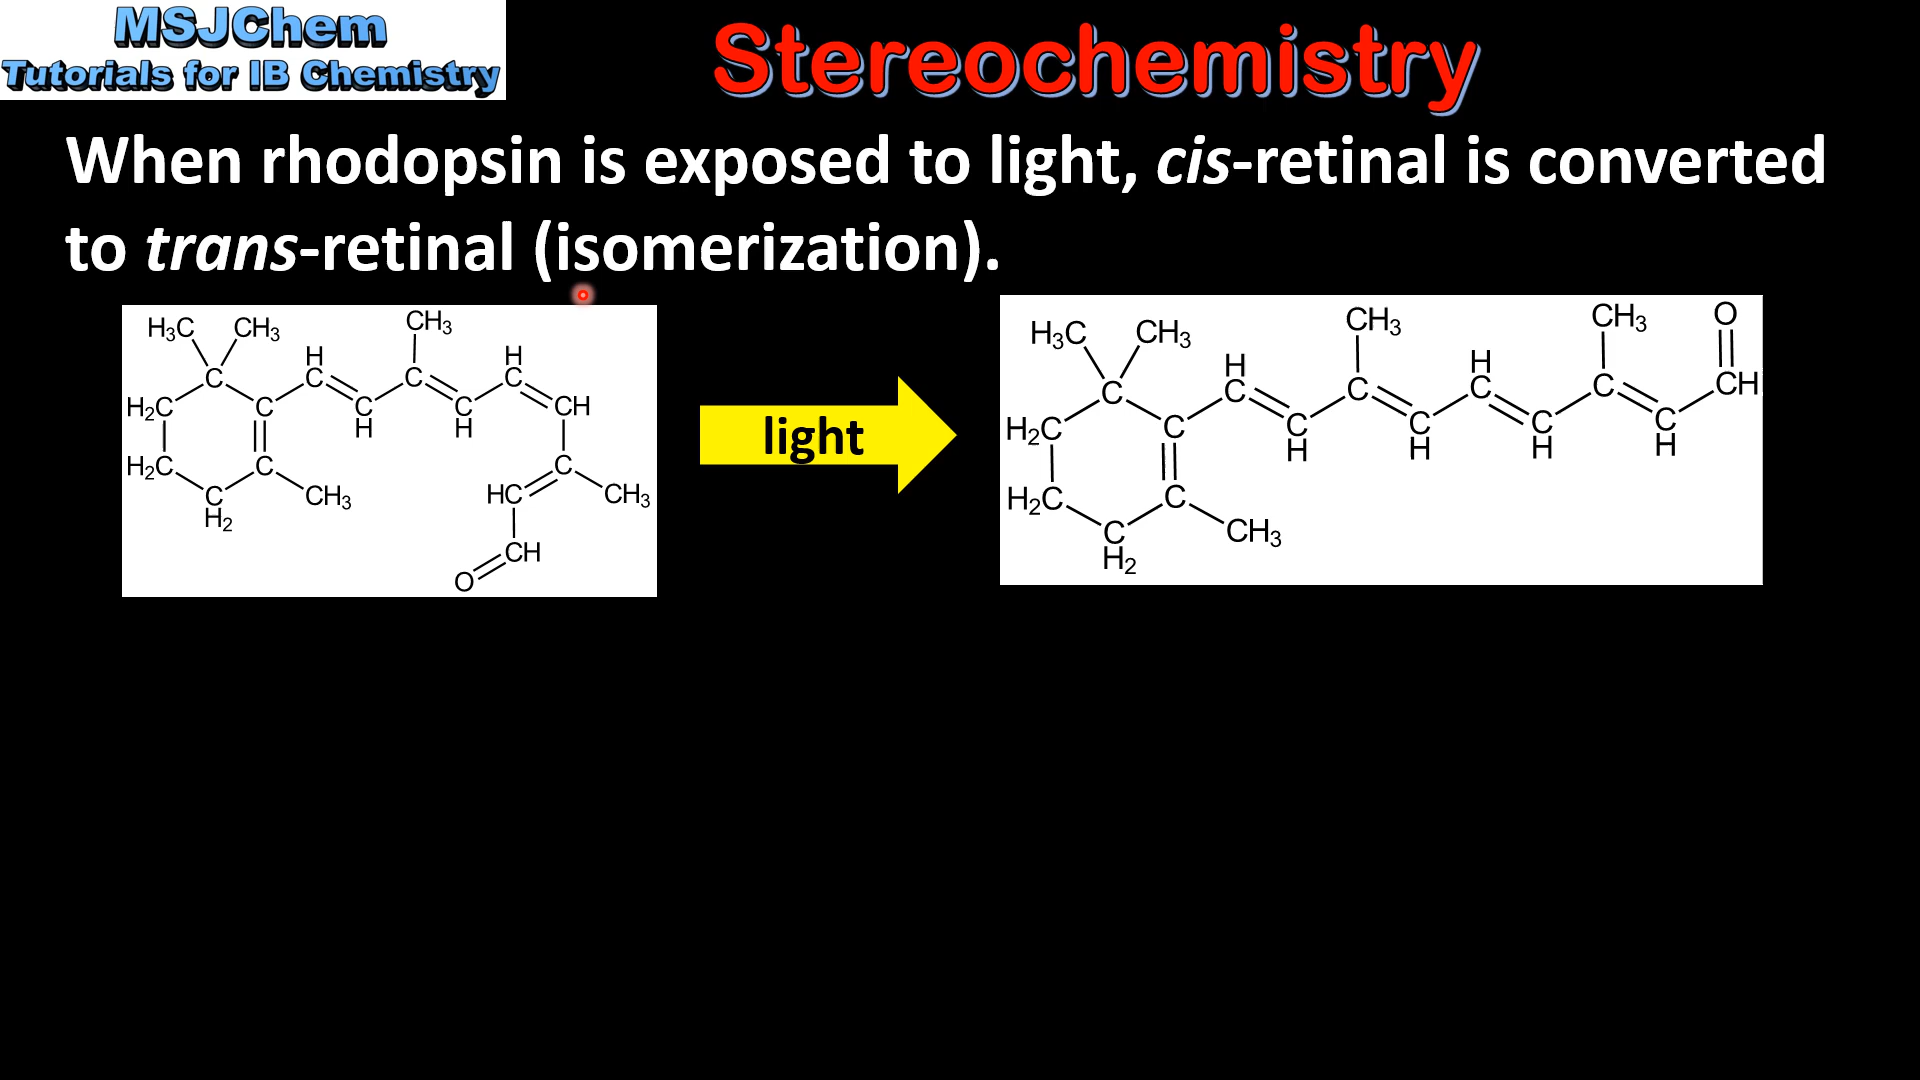 MSJChem
Tutorials for IB Chemistry
Stereochemistry
When rhodopsin is exposed to light, cis-retinal is converted
to trans-retinal (isomerization).
H₃C CH₃ CH₃
H H
C C C C
H₂C C C C CH
H H
H₂C C C
C CH₃ HC CH₃
H₂
CH
O
light
CH₃ CH₃ O
H₃C CH₃
H H
C C C C CH
H₂C C C C C C
H H H H
H₂C C
C CH₃
H₂